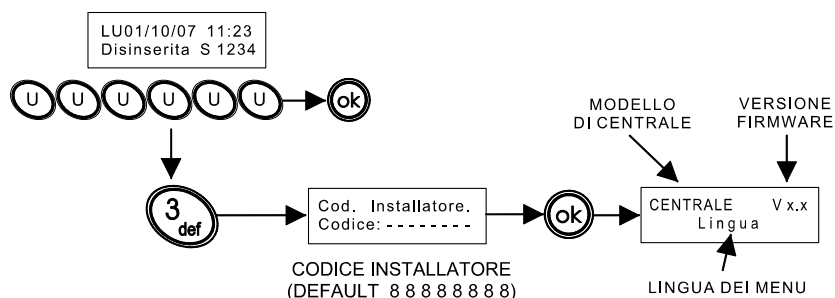 LU01/10/07 11:23
Disinserita S 1234
U U U U U U ok
MODELLO
DI CENTRALE
VERSIONE
FIRMWARE
3
def
Cod. Installatore.
Codice: - - - - - - - -
ok
CENTRALE V x.x
Lingua
CODICE INSTALLATORE
(DEFAULT 8 8 8 8 8 8 8 8)
LINGUA DEI MENU